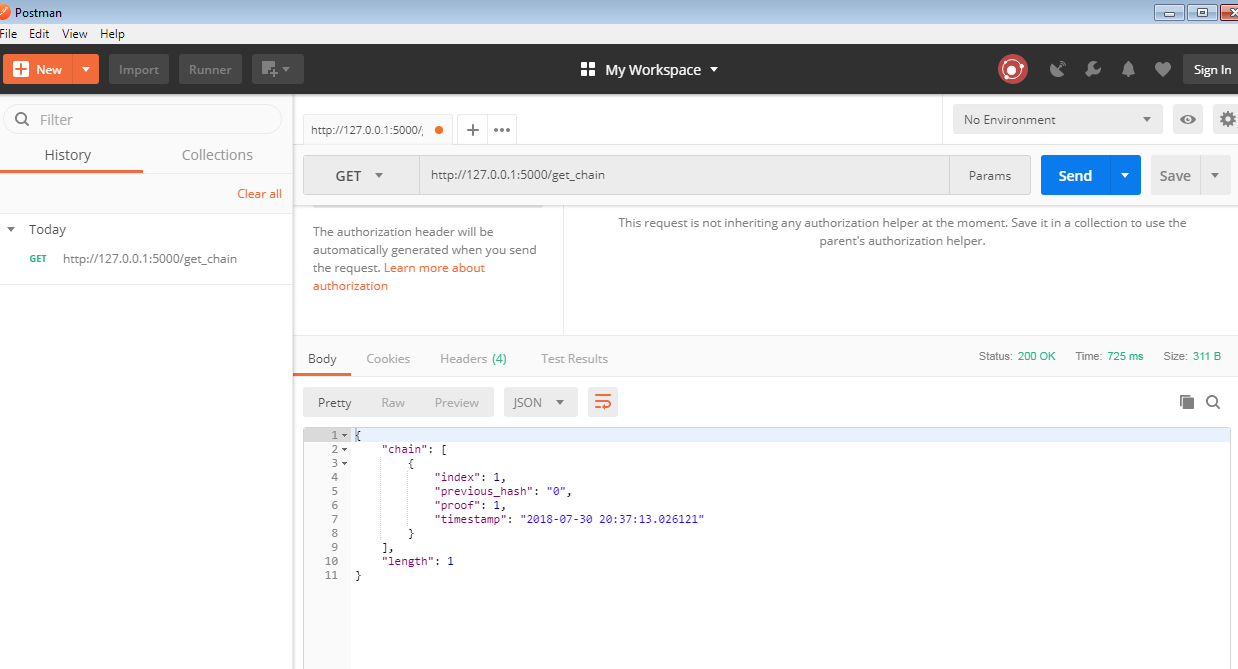 Postman
File Edit View Help
New Import Runner My Workspace Sign In
Filter
History Collections
Clear all
Today
GET http://127.0.0.1:5000/get_chain
http://127.0.0.1:5000/
No Environment
GET http://127.0.0.1:5000/get_chain Params Send Save
The authorization header will be
automatically generated when you send
the request. Learn more about
authorization
This request is not inheriting any authorization helper at the moment. Save it in a collection to use the
parent's authorization helper.
Body Cookies Headers (4) Test Results Status: 200 OK Time: 725 ms Size: 311 B
Pretty Raw Preview JSON
1 {
2 "chain": [
3 {
4 "index": 1,
5 "previous_hash": "0",
6 "proof": 1,
7 "timestamp": "2018-07-30 20:37:13.026121"
8 }
9 ],
10 "length": 1
11 }